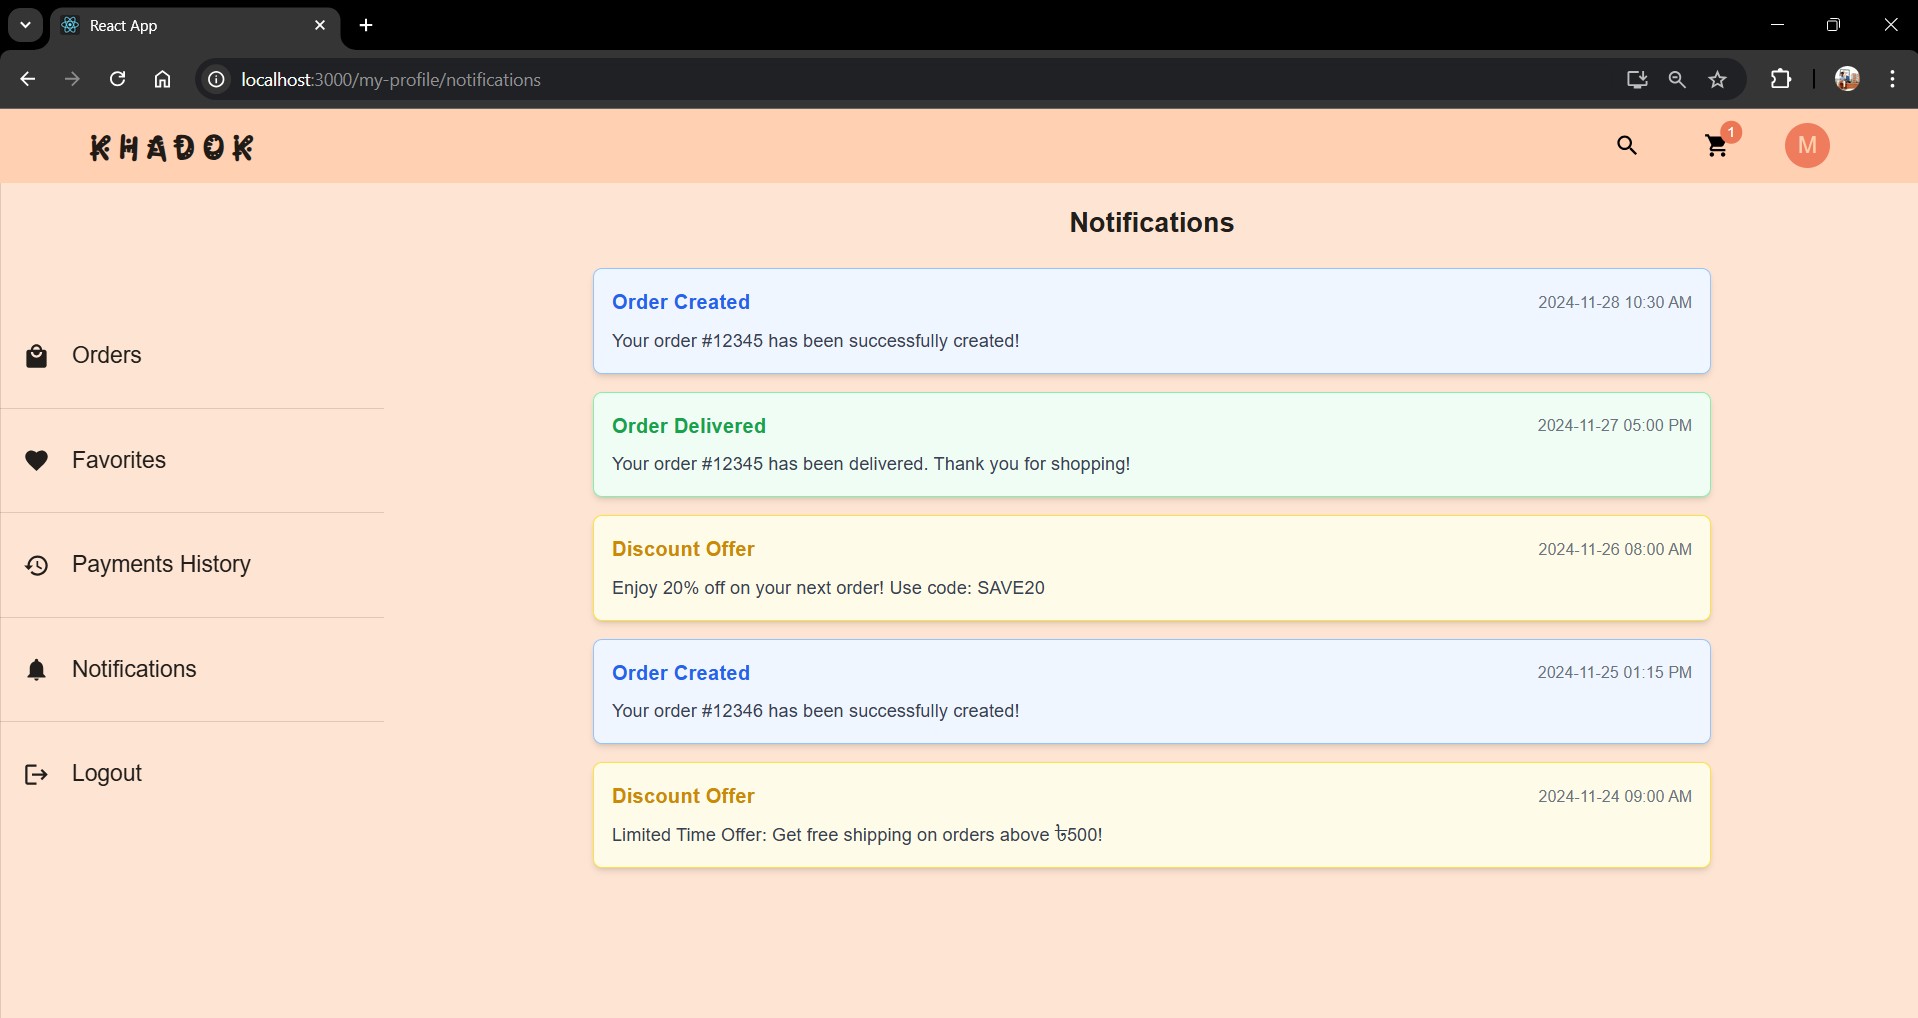 React App
localhost:3000/my-profile/notifications
KHADOK
1
M
Notifications
Orders
Favorites
Payments History
Notifications
Logout
Order Created
2024-11-28 10:30 AM
Your order #12345 has been successfully created!
Order Delivered
2024-11-27 05:00 PM
Your order #12345 has been delivered. Thank you for shopping!
Discount Offer
2024-11-26 08:00 AM
Enjoy 20% off on your next order! Use code: SAVE20
Order Created
2024-11-25 01:15 PM
Your order #12346 has been successfully created!
Discount Offer
2024-11-24 09:00 AM
Limited Time Offer: Get free shipping on orders above ৳500!